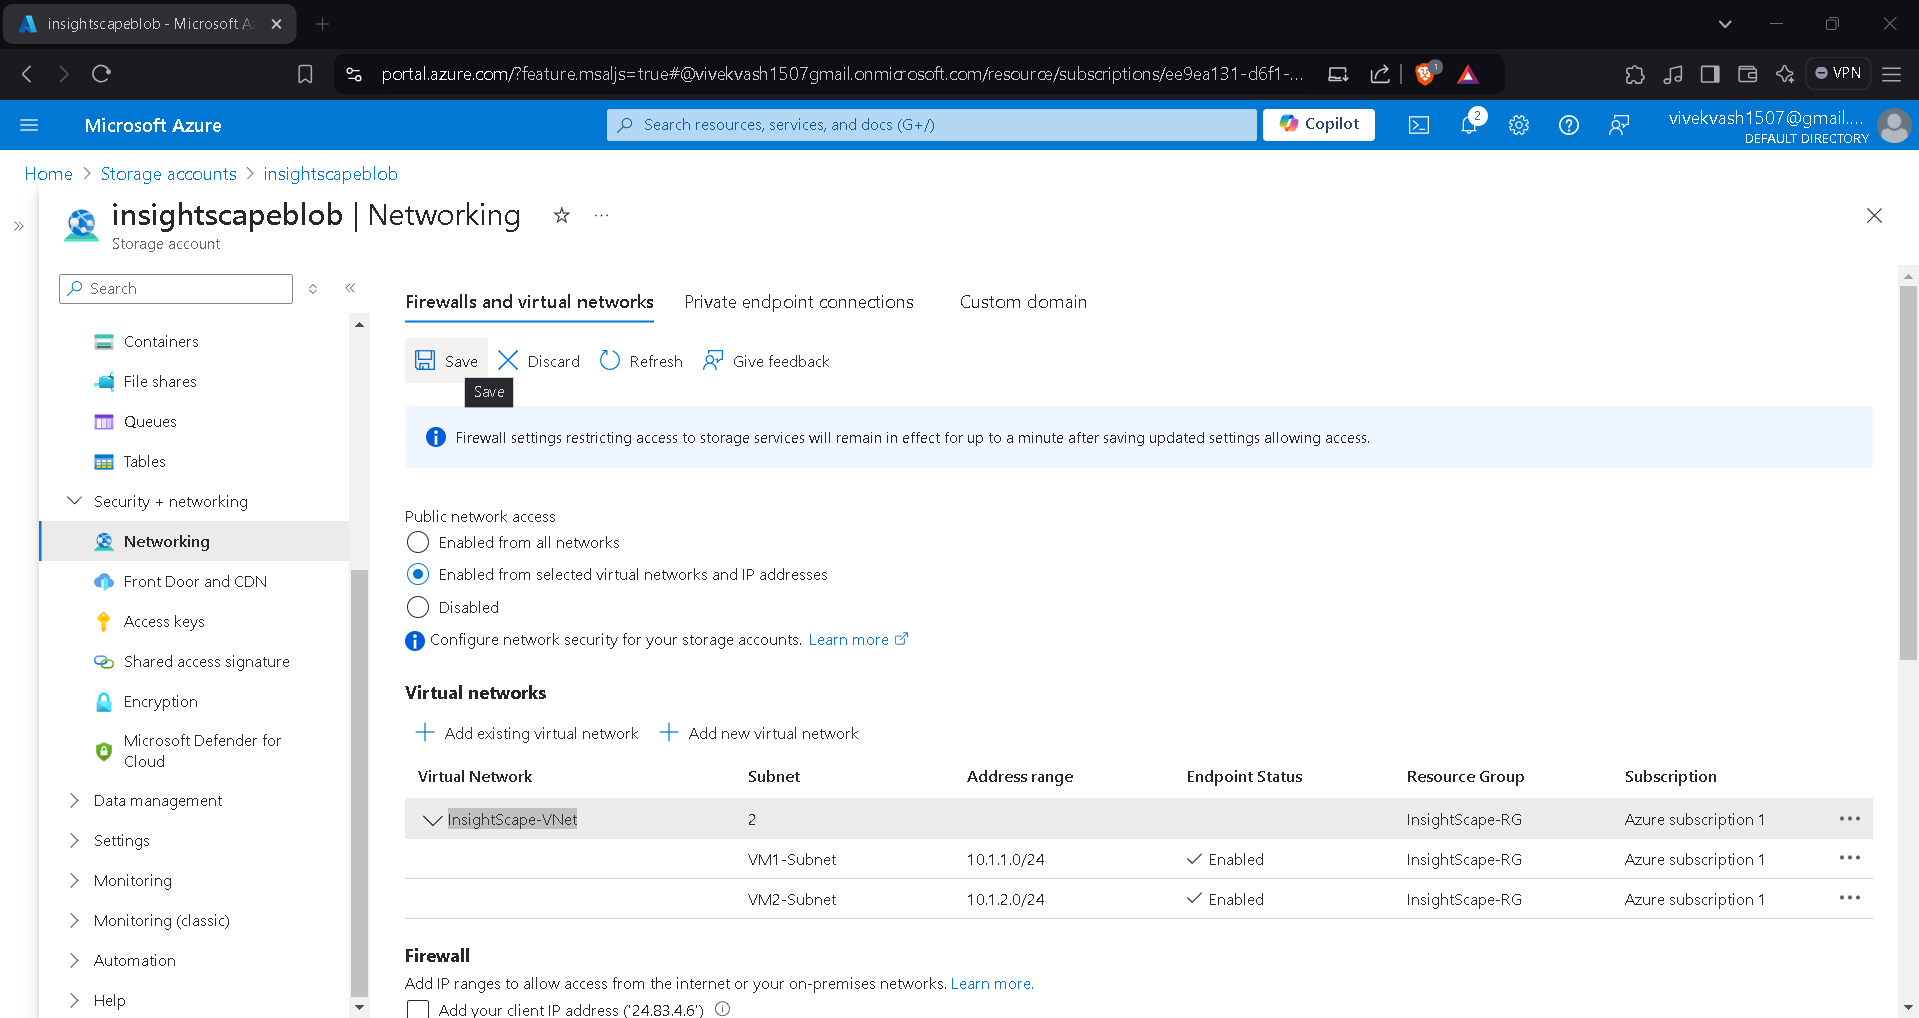 insightscapeblob - Microsoft A
portal.azure.com/?feature.msaljs=true#@vivekvash1507gmail.onmicrosoft.com/resource/subscriptions/ee9ea131-d6f1-...
1
VPN
Microsoft Azure
Search resources, services, and docs (G+/)
Copilot
2
vivekvash1507@gmail....
DEFAULT DIRECTORY
Home > Storage accounts > insightscapeblob
insightscapeblob | Networking
Storage account
Search
Containers
File shares
Queues
Tables
Security + networking
Networking
Front Door and CDN
Access keys
Shared access signature
Encryption
Microsoft Defender for
Cloud
Data management
Settings
Monitoring
Monitoring (classic)
Automation
Help
Firewalls and virtual networks Private endpoint connections Custom domain
Save Discard Refresh Give feedback
Save
Firewall settings restricting access to storage services will remain in effect for up to a minute after saving updated settings allowing access.
Public network access
Enabled from all networks
Enabled from selected virtual networks and IP addresses
Disabled
Configure network security for your storage accounts. Learn more
Virtual networks
Add existing virtual network Add new virtual network
Virtual Network Subnet Address range Endpoint Status Resource Group Subscription
InsightScape-VNet 2 InsightScape-RG Azure subscription 1
VM1-Subnet 10.1.1.0/24 Enabled InsightScape-RG Azure subscription 1
VM2-Subnet 10.1.2.0/24 Enabled InsightScape-RG Azure subscription 1
Firewall
Add IP ranges to allow access from the internet or your on-premises networks. Learn more.
Add your client IP address ('24.83.4.6')